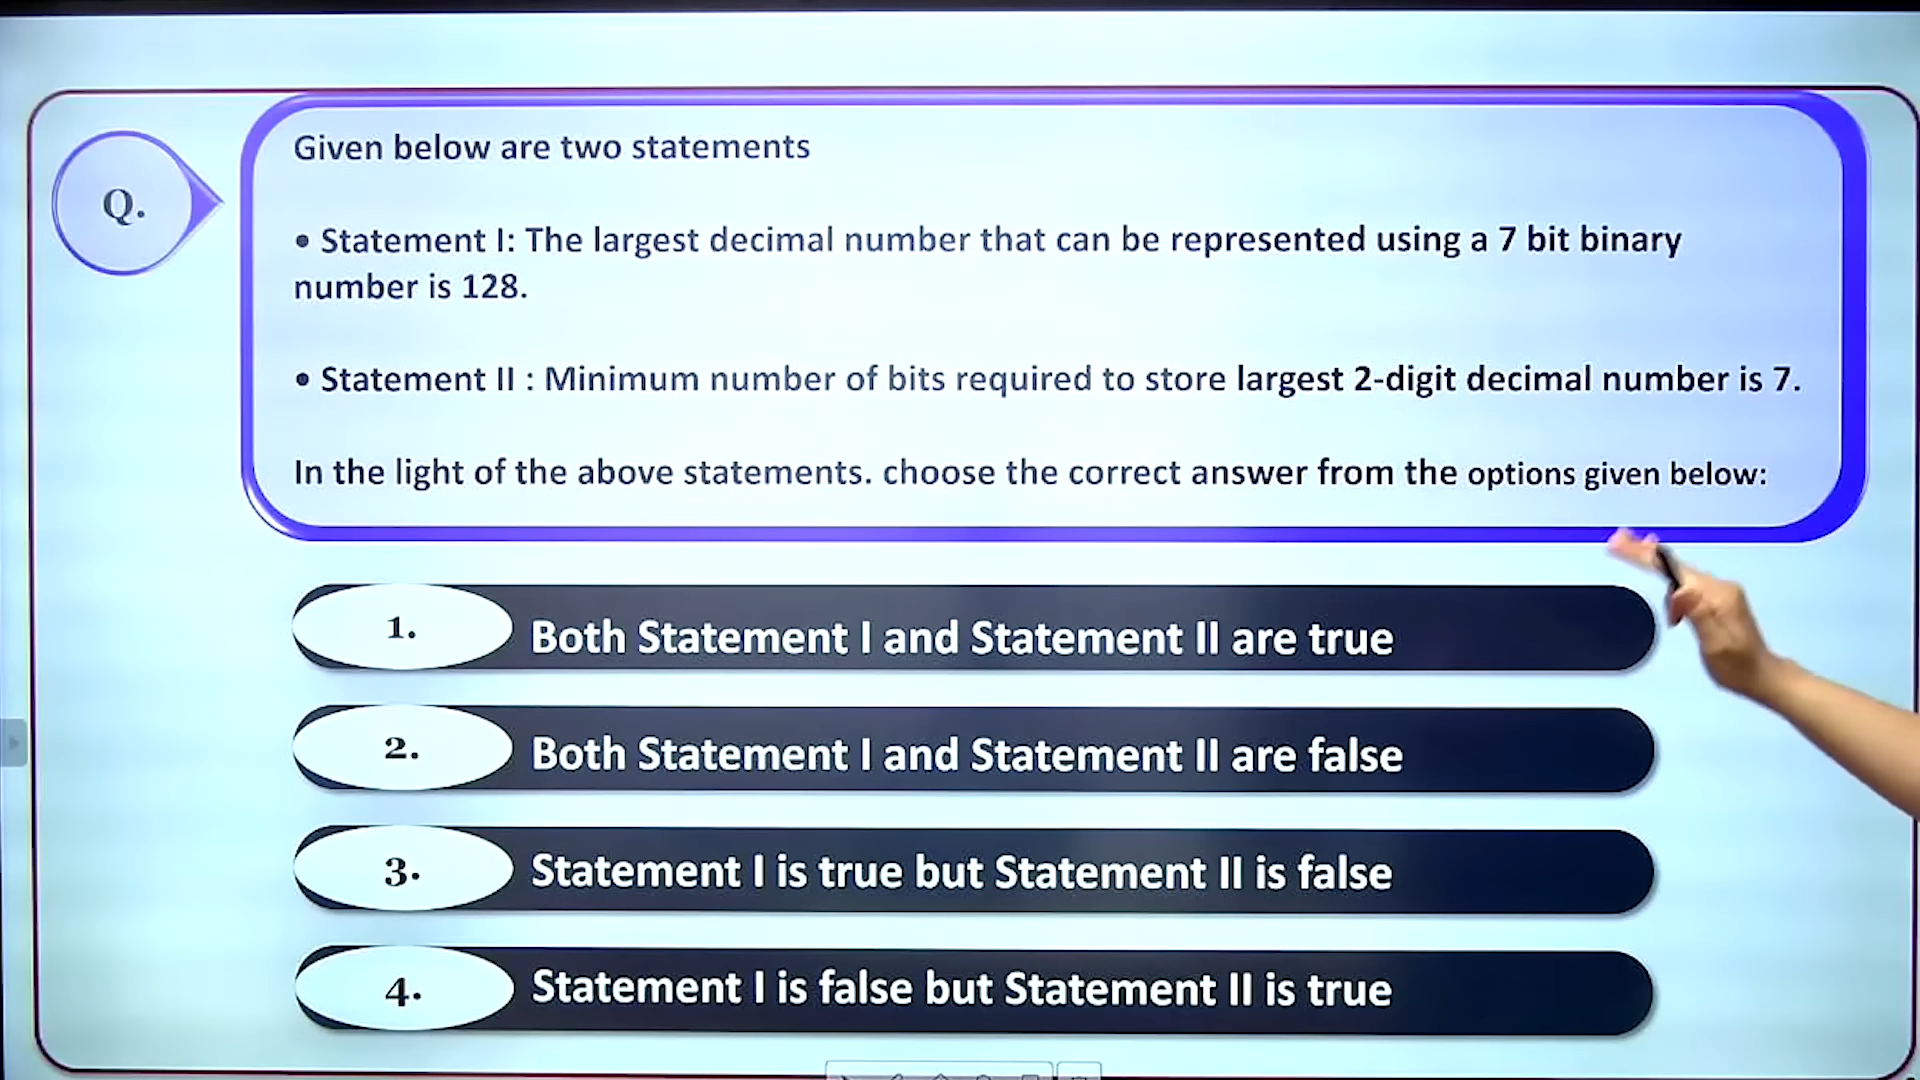 Given below are two statements
Q.
• Statement I: The largest decimal number that can be represented using a 7 bit binary
number is 128.
• Statement II : Minimum number of bits required to store largest 2-digit decimal number is 7.
In the light of the above statements. choose the correct answer from the options given below:
1. Both Statement I and Statement II are true
2. Both Statement I and Statement II are false
3. Statement I is true but Statement II is false
4. Statement I is false but Statement II is true